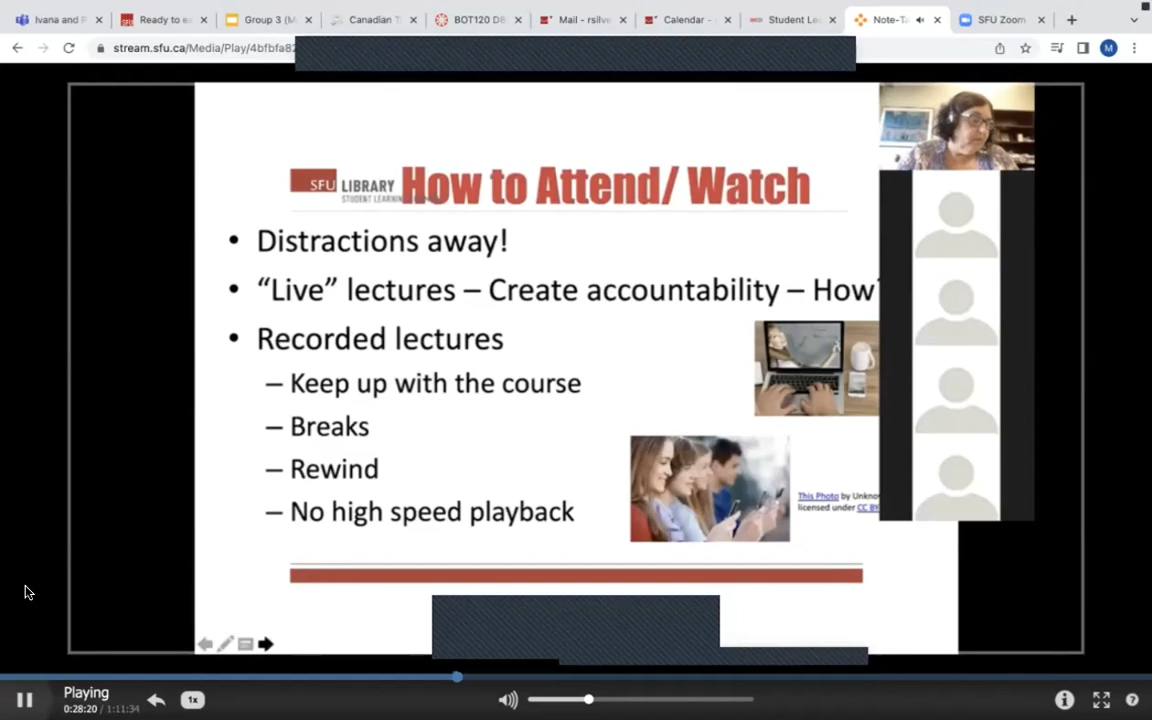 Ivana and F
Ready to e
Group 3 (M
Canadian T
BOT120 D
Mail - rsilve
Calendar -
Student Le
Note-Ta
SFU Zoom
stream.sfu.ca/Media/Play/4bfbfa82
M
SFU LIBRARY
STUDENT LEARNING
How to Attend/ Watch
• Distractions away!
• “Live” lectures – Create accountability – How
• Recorded lectures
– Keep up with the course
– Breaks
– Rewind
– No high speed playback
This Photo by Unknow
licensed under CC BY
Playing
0:28:20 / 1:11:34
1x